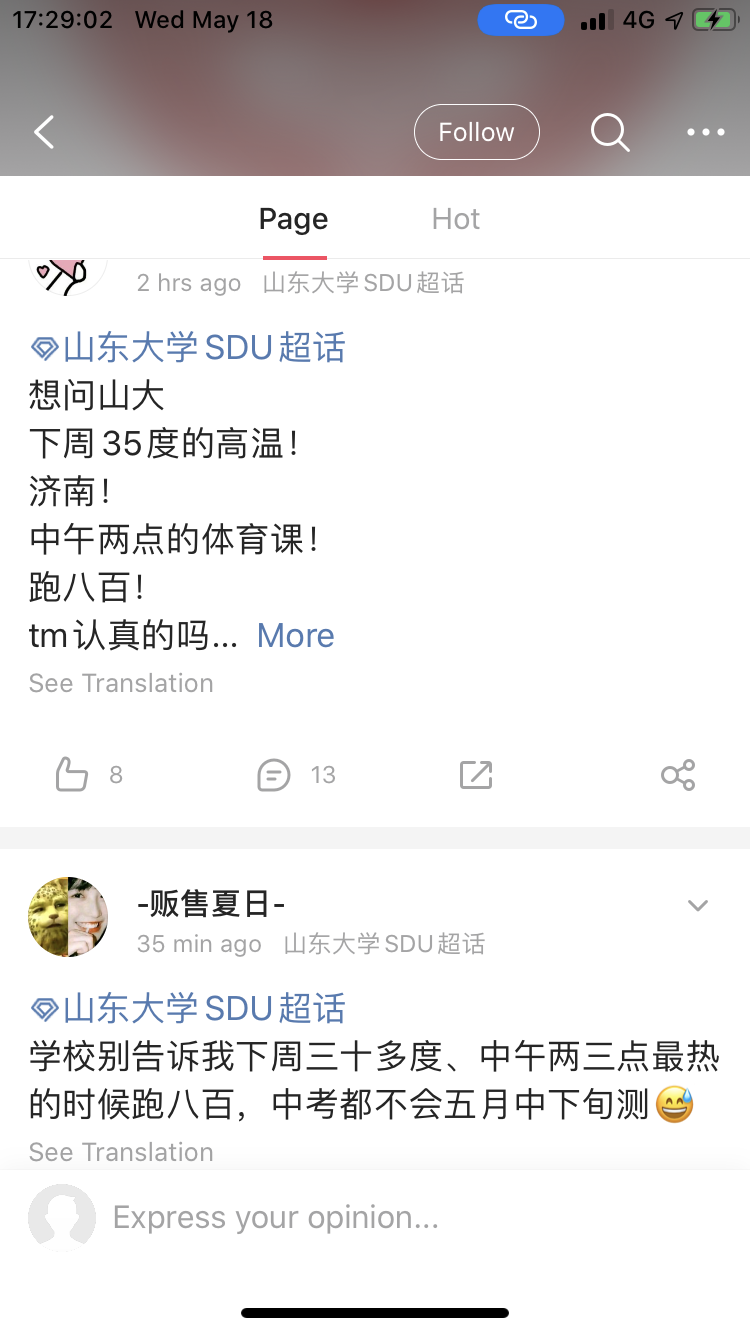 17:29:02 Wed May 18 4G
Follow
Page Hot
2 hrs ago 山东大学SDU超话
山东大学SDU超话
想问山大
下周35度的高温！
济南！
中午两点的体育课！
跑八百！
tm认真的吗... More
See Translation
8 13
-贩售夏日-
35 min ago 山东大学SDU超话
山东大学SDU超话
学校别告诉我下周三十多度、中午两三点最热
的时候跑八百，中考都不会五月中下旬测😅
See Translation
Express your opinion...